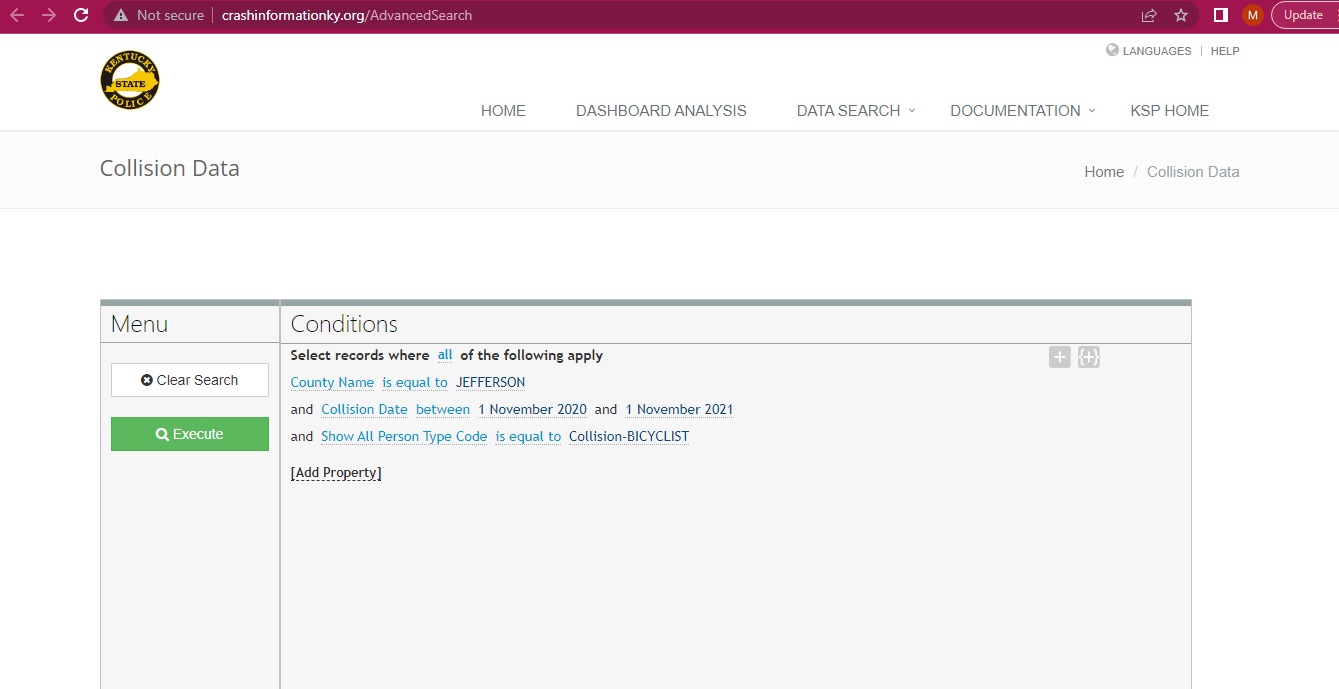 Not secure | crashinformationky.org/AdvancedSearch M Update
LANGUAGES | HELP
KENTUCKY STATE POLICE
HOME DASHBOARD ANALYSIS DATA SEARCH DOCUMENTATION KSP HOME
Collision Data
Home / Collision Data
Menu
Clear Search
Execute
Conditions
Select records where all of the following apply
County Name is equal to JEFFERSON
and Collision Date between 1 November 2020 and 1 November 2021
and Show All Person Type Code is equal to Collision-BICYCLIST
[Add Property]